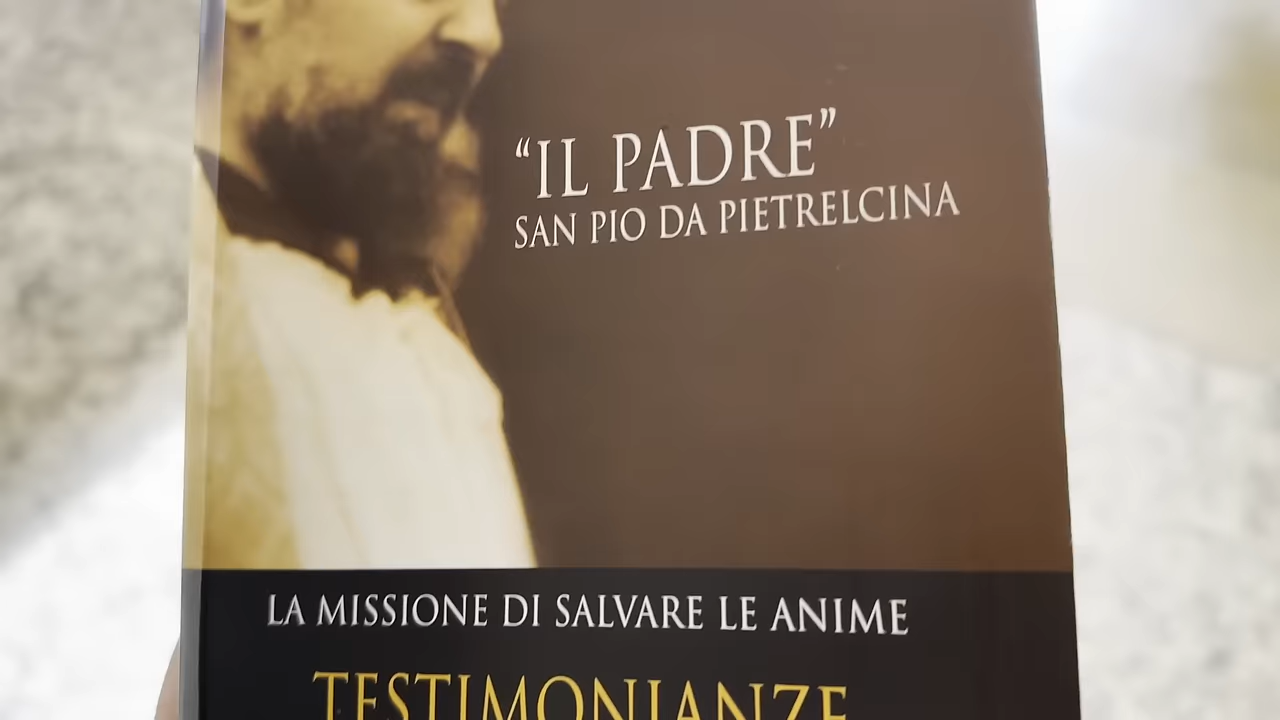 “IL PADRE”
SAN PIO DA PIETRELCINA
LA MISSIONE DI SALVARE LE ANIME
TESTIMONIANZE